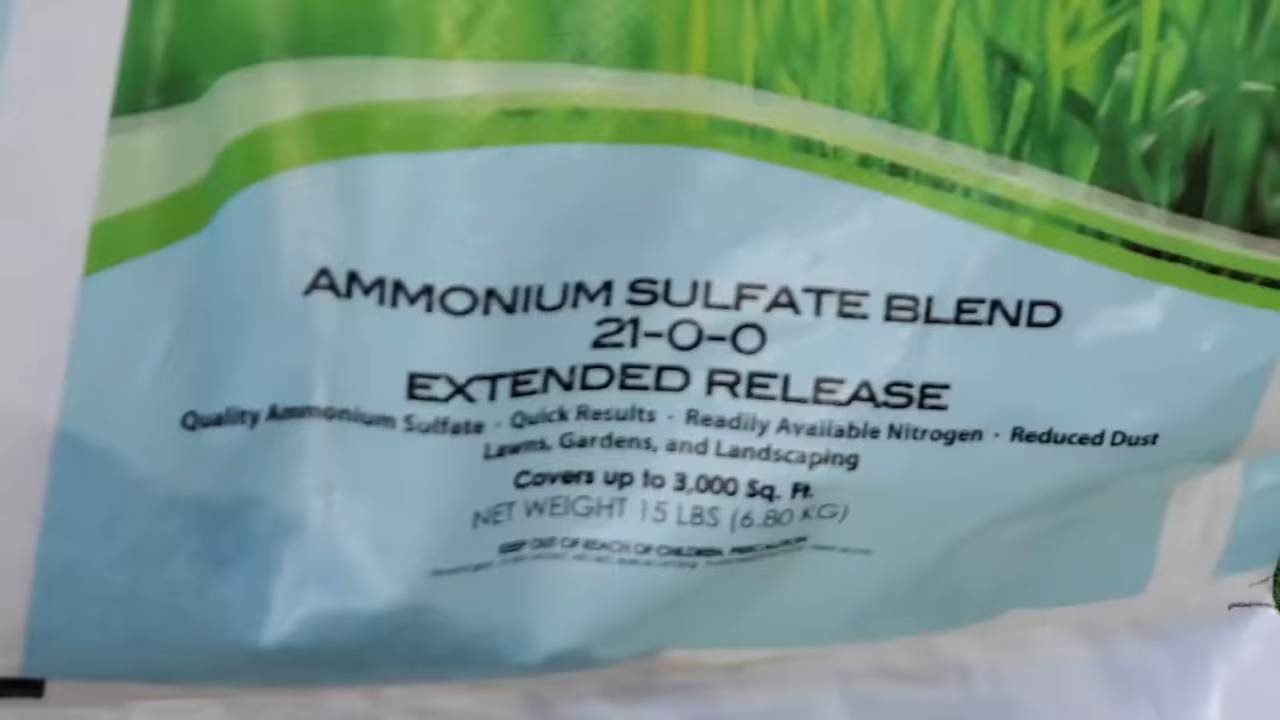 AMMONIUM SULFATE BLEND
21-0-0
EXTENDED RELEASE
Quality Ammonium Sulfate · Quick Results · Readily Available Nitrogen · Reduced Dust
Lawns, Gardens, and Landscaping
Covers up to 3,000 Sq. Ft.
NET WEIGHT 15 LBS (6.80 KG)
KEEP OUT OF REACH OF CHILDREN.